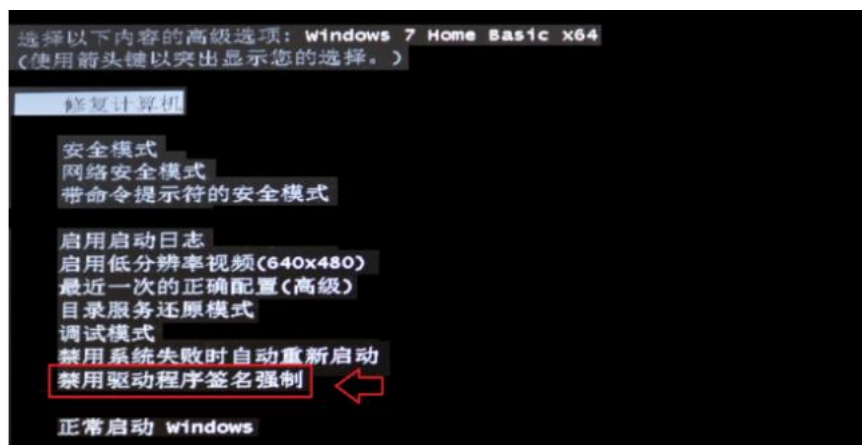 选择以下内容的高级选项: Windows 7 Home Basic x64
(使用箭头键以突出显示您的选择。)
修复计算机
安全模式
网络安全模式
带命令提示符的安全模式
启用启动日志
启用低分辨率视频(640x480)
最近一次的正确配置(高级)
目录服务还原模式
调试模式
禁用系统失败时自动重新启动
禁用驱动程序签名强制
正常启动 Windows